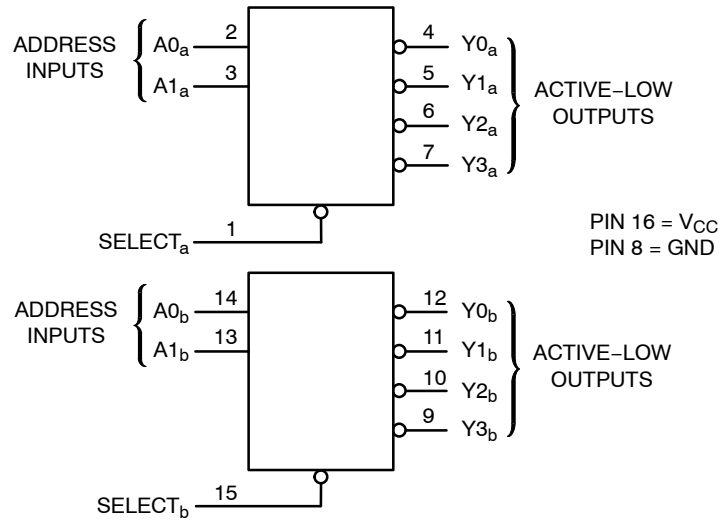 ADDRESS
INPUTS
A0a 2
A1a 3
4 Y0a
5 Y1a
6 Y2a
7 Y3a
ACTIVE–LOW
OUTPUTS
SELECTa 1
PIN 16 = VCC
PIN 8 = GND
ADDRESS
INPUTS
A0b 14
A1b 13
12 Y0b
11 Y1b
10 Y2b
9 Y3b
ACTIVE–LOW
OUTPUTS
SELECTb 15